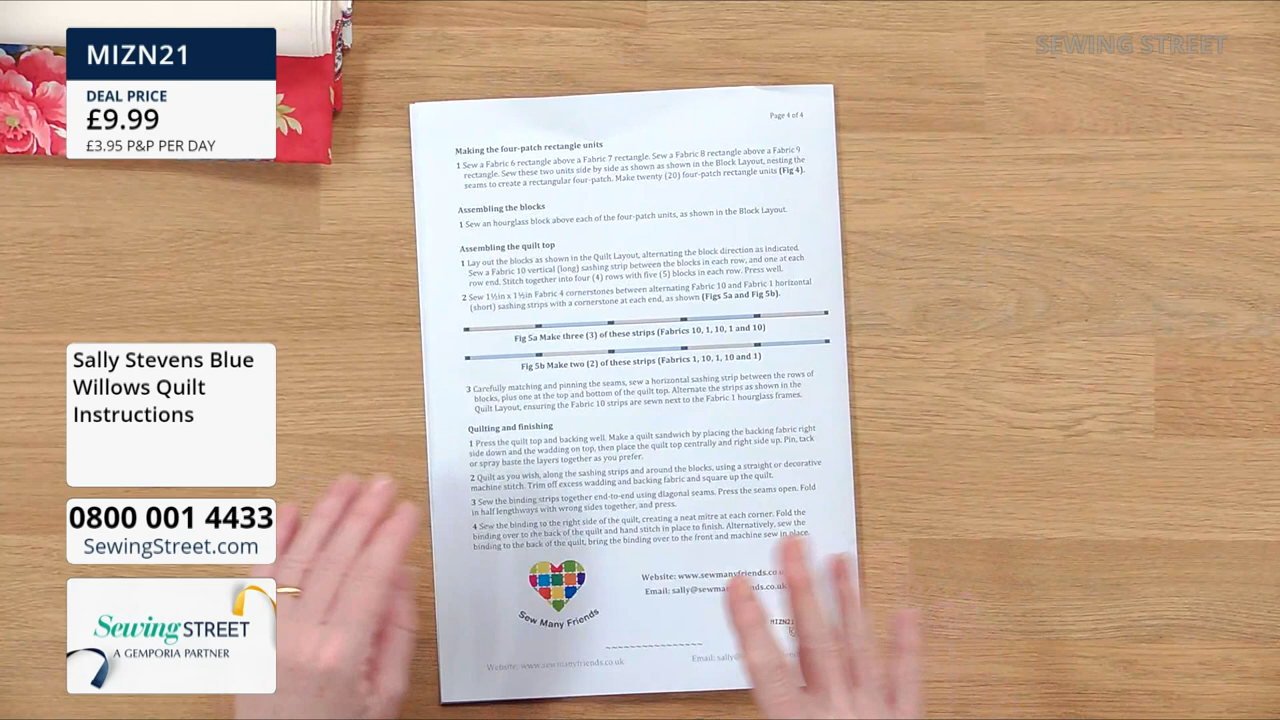 MIZN21
DEAL PRICE
£9.99
£3.95 P&P PER DAY
SEWING STREET
Sally Stevens Blue
Willows Quilt
Instructions
0800 001 4433
SewingStreet.com
Sewing STREET
A GEMPORIA PARTNER
Page 4 of 4
Making the four-patch rectangle units
1 Sew a Fabric 6 rectangle above a Fabric 7 rectangle. Sew a Fabric 8 rectangle above a Fabric 9
rectangle. Sew these two units side by side as shown as shown in the Block Layout, nesting the
seams to create a rectangular four-patch. Make twenty (20) four-patch rectangle units (Fig 4).
Assembling the blocks
1 Sew an hourglass block above each of the four-patch units, as shown in the Block Layout.
Assembling the quilt top
1 Lay out the blocks as shown in the Quilt Layout, alternating the block direction as indicated.
Sew a Fabric 10 vertical (long) sashing strip between the blocks in each row, and one at each
row end. Stitch together into four (4) rows with five (5) blocks in each row. Press well.
2 Sew 1½in x 1½in Fabric 4 cornerstones between alternating Fabric 10 and Fabric 1 horizontal
(short) sashing strips with a cornerstone at each end, as shown (Figs 5a and Fig 5b).
Fig 5a Make three (3) of these strips (Fabrics 10, 1, 10, 1 and 10)
Fig 5b Make two (2) of these strips (Fabrics 1, 10, 1, 10 and 1)
3 Carefully matching and pinning the seams, sew a horizontal sashing strip between the rows of
blocks, plus one at the top and bottom of the quilt top. Alternate the strips as shown in the
Quilt Layout, ensuring the Fabric 10 strips are sewn next to the Fabric 1 hourglass frames.
Quilting and finishing
1 Press the quilt top and backing well. Make a quilt sandwich by placing the backing fabric right
side down and the wadding on top, then place the quilt top centrally and right side up. Pin, tack
or spray baste the layers together as you prefer.
2 Quilt as you wish, along the sashing strips and around the blocks, using a straight or decorative
machine stitch. Trim off excess wadding and backing fabric and square up the quilt.
3 Sew the binding strips together end-to-end using diagonal seams. Press the seams open. Fold
in half lengthways with wrong sides together, and press.
4 Sew the binding to the right side of the quilt, creating a neat mitre at each corner. Fold the
binding over to the back of the quilt and hand stitch in place to finish. Alternatively, sew the
binding to the back of the quilt, bring the binding over to the front and machine sew in place.
Sew Many Friends
Website: www.sewmanyfriends.co
Email: sally@sewma ds.co.uk
MIZN21
Website: www.sewmanyfriends.co.uk
Email: sally@